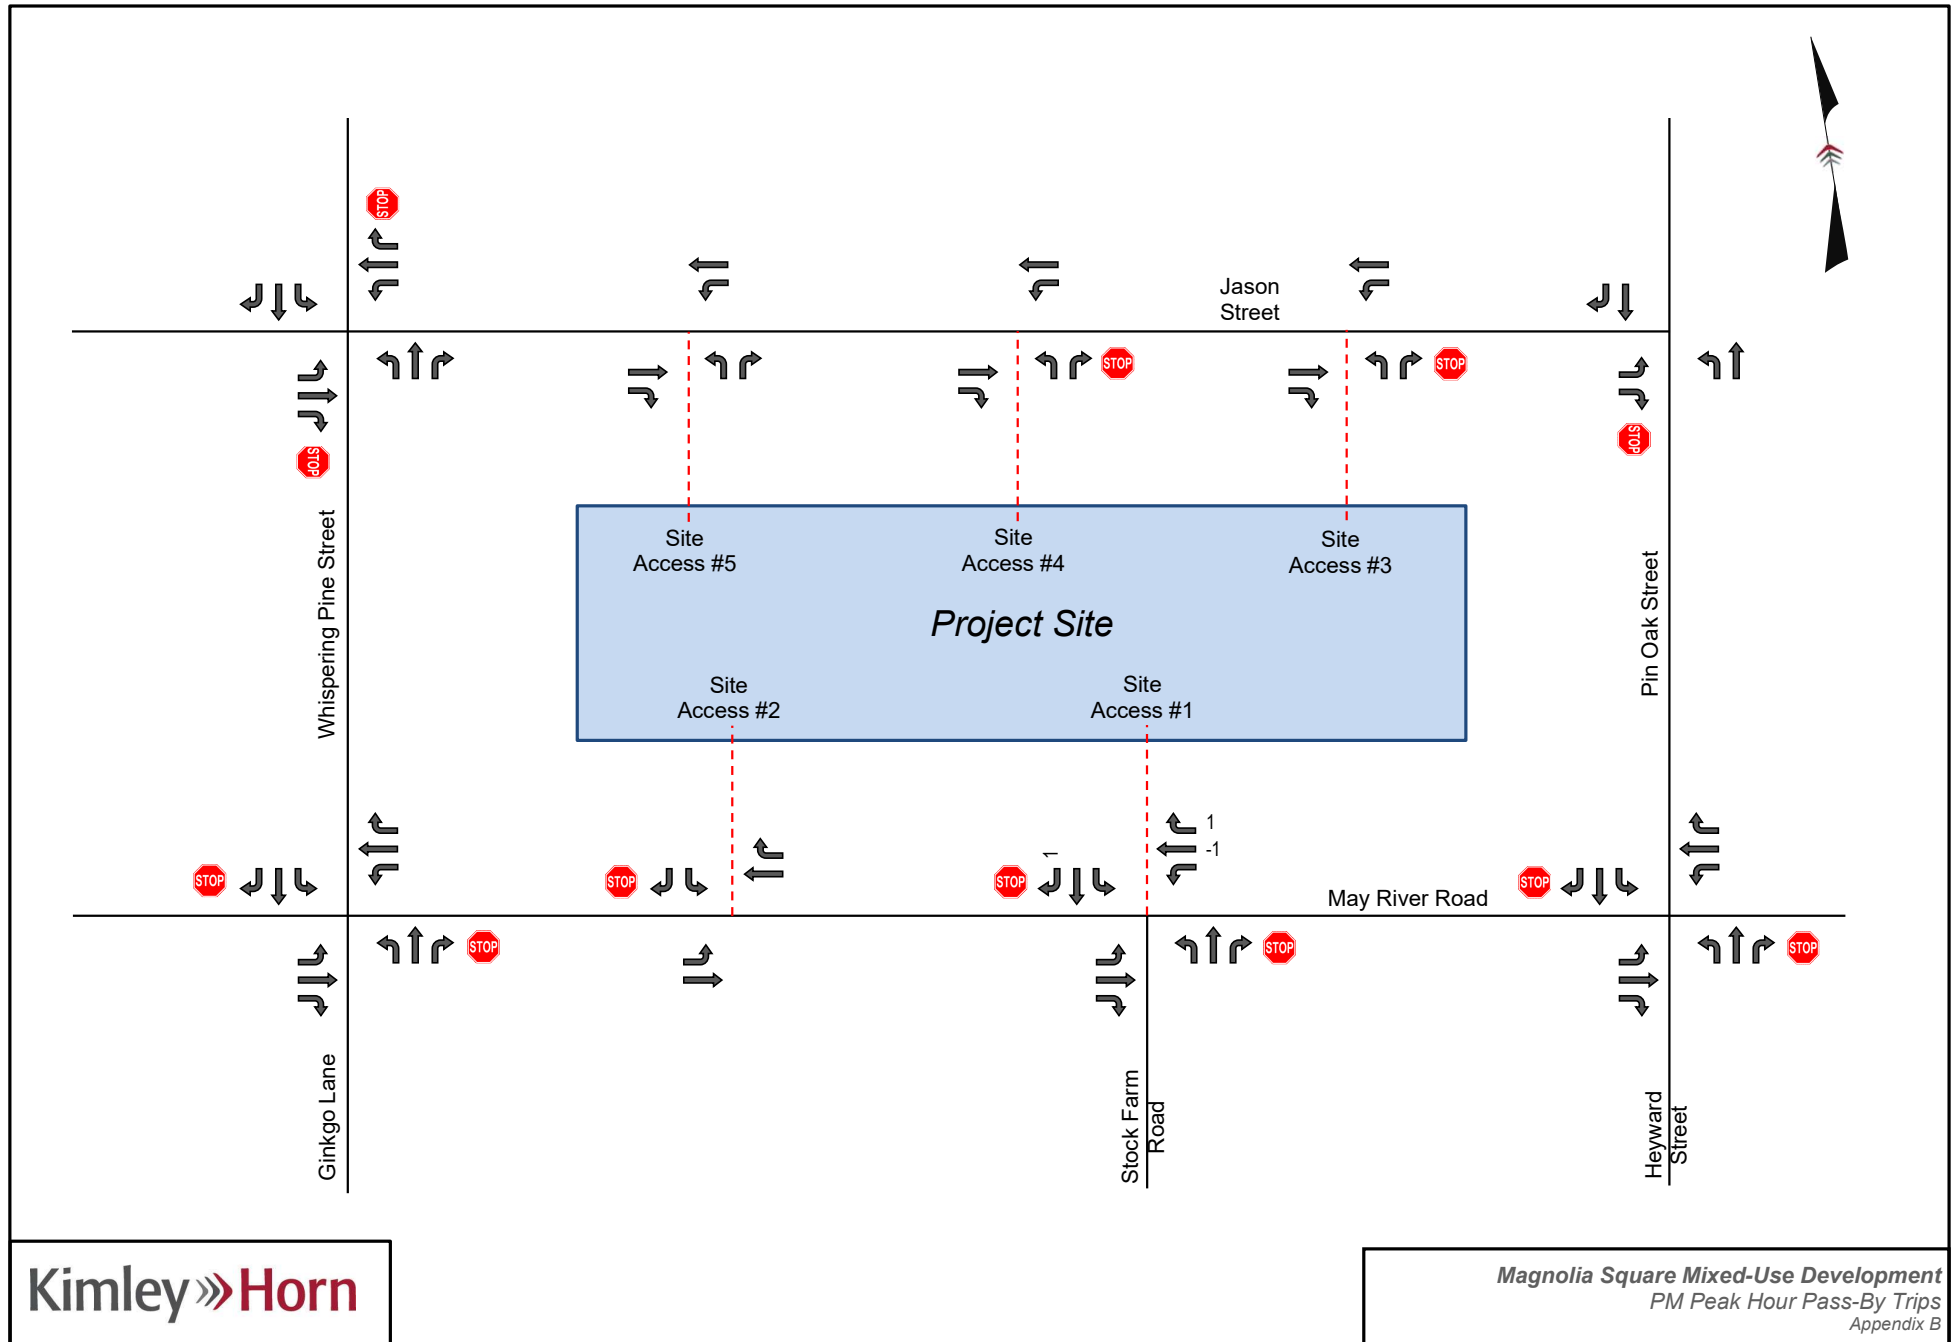 STOP
Jason
Street
STOP
STOP
STOP
STOP
Site
Access #5
Site
Access #4
Site
Access #3
Whispering Pine Street
Project Site
Pin Oak Street
Site
Access #2
Site
Access #1
1
-1
1
STOP
STOP
STOP
STOP
May River Road
STOP
STOP
STOP
Ginkgo Lane
Stock Farm
Road
Heyward
Street
Kimley Horn
Magnolia Square Mixed-Use Development
PM Peak Hour Pass-By Trips
Appendix B